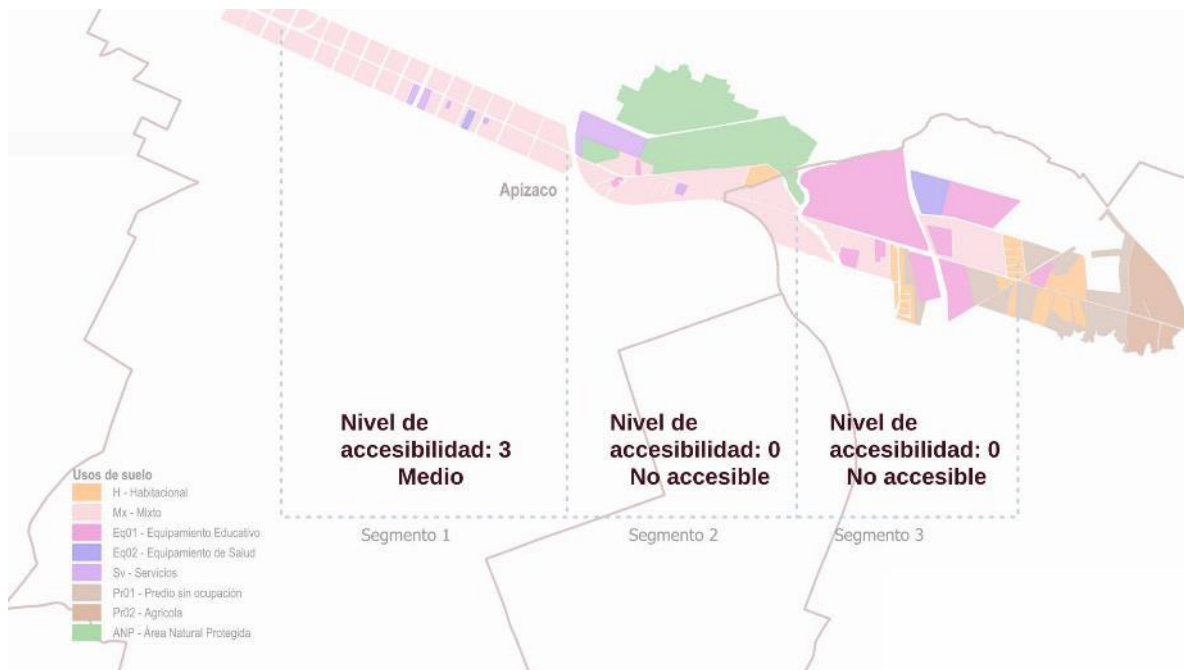 Apizaco
Nivel de
accesibilidad: 3
Medio
Nivel de
accesibilidad: 0
No accesible
Nivel de
accesibilidad: 0
No accesible
Segmento 1
Segmento 2
Segmento 3
Usos de suelo
H - Habitacional
Mx - Mixto
Eq01 - Equipamiento Educativo
Eq02 - Equipamiento de Salud
Sv - Servicios
Pr01 - Predio sin ocupación
Pr02 - Agrícola
ANP - Área Natural Protegida